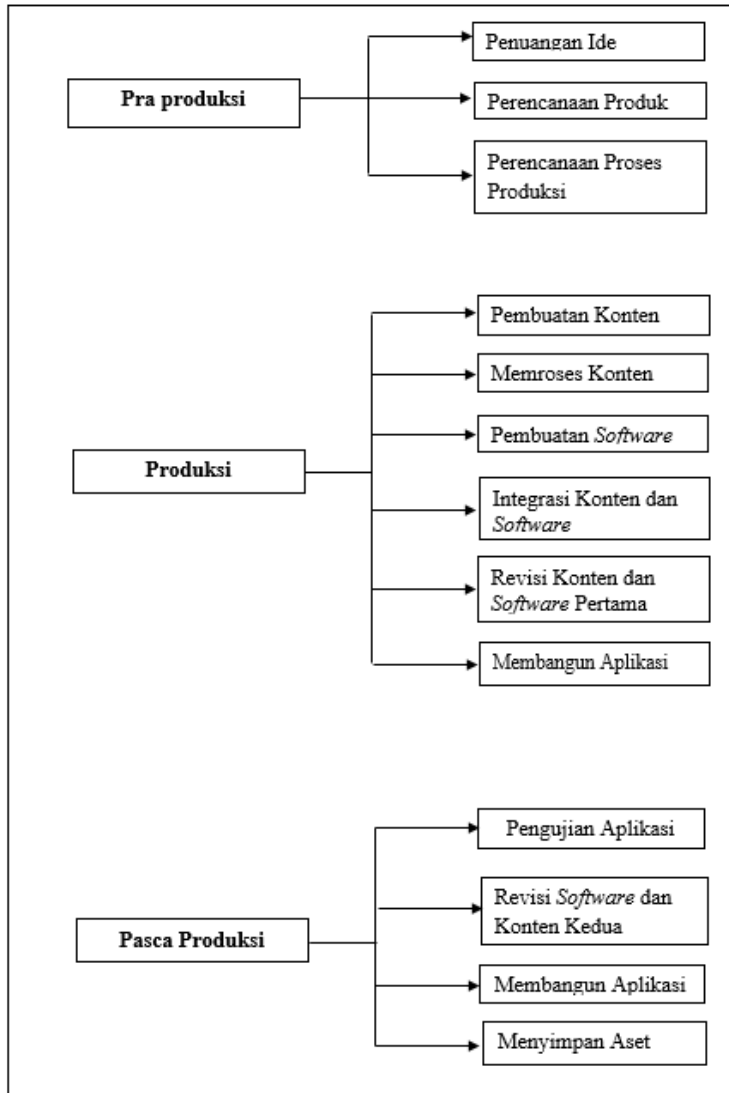 Pra produksi
Penuangan Ide
Perencanaan Produk
Perencanaan Proses
Produksi
Produksi
Pembuatan Konten
Memroses Konten
Pembuatan Software
Integrasi Konten dan
Software
Revisi Konten dan
Software Pertama
Membangun Aplikasi
Pasca Produksi
Pengujian Aplikasi
Revisi Software dan
Konten Kedua
Membangun Aplikasi
Menyimpan Aset